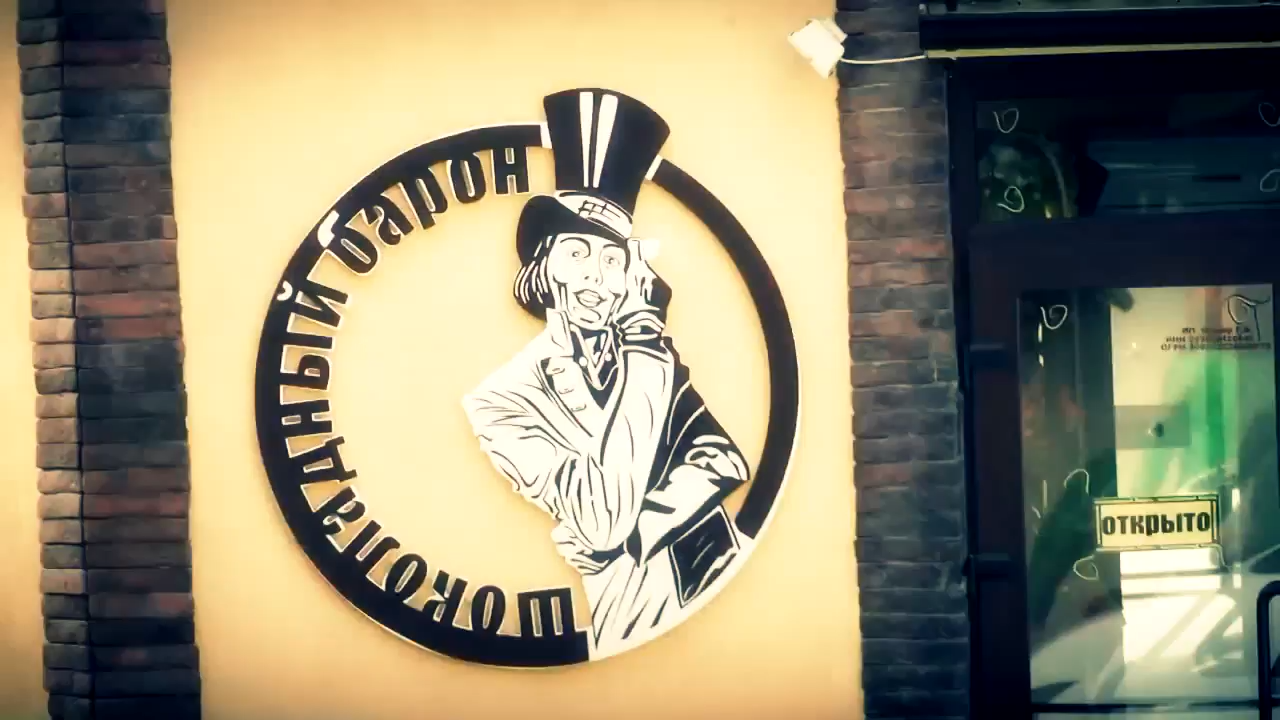 шоколадный барон
открыто